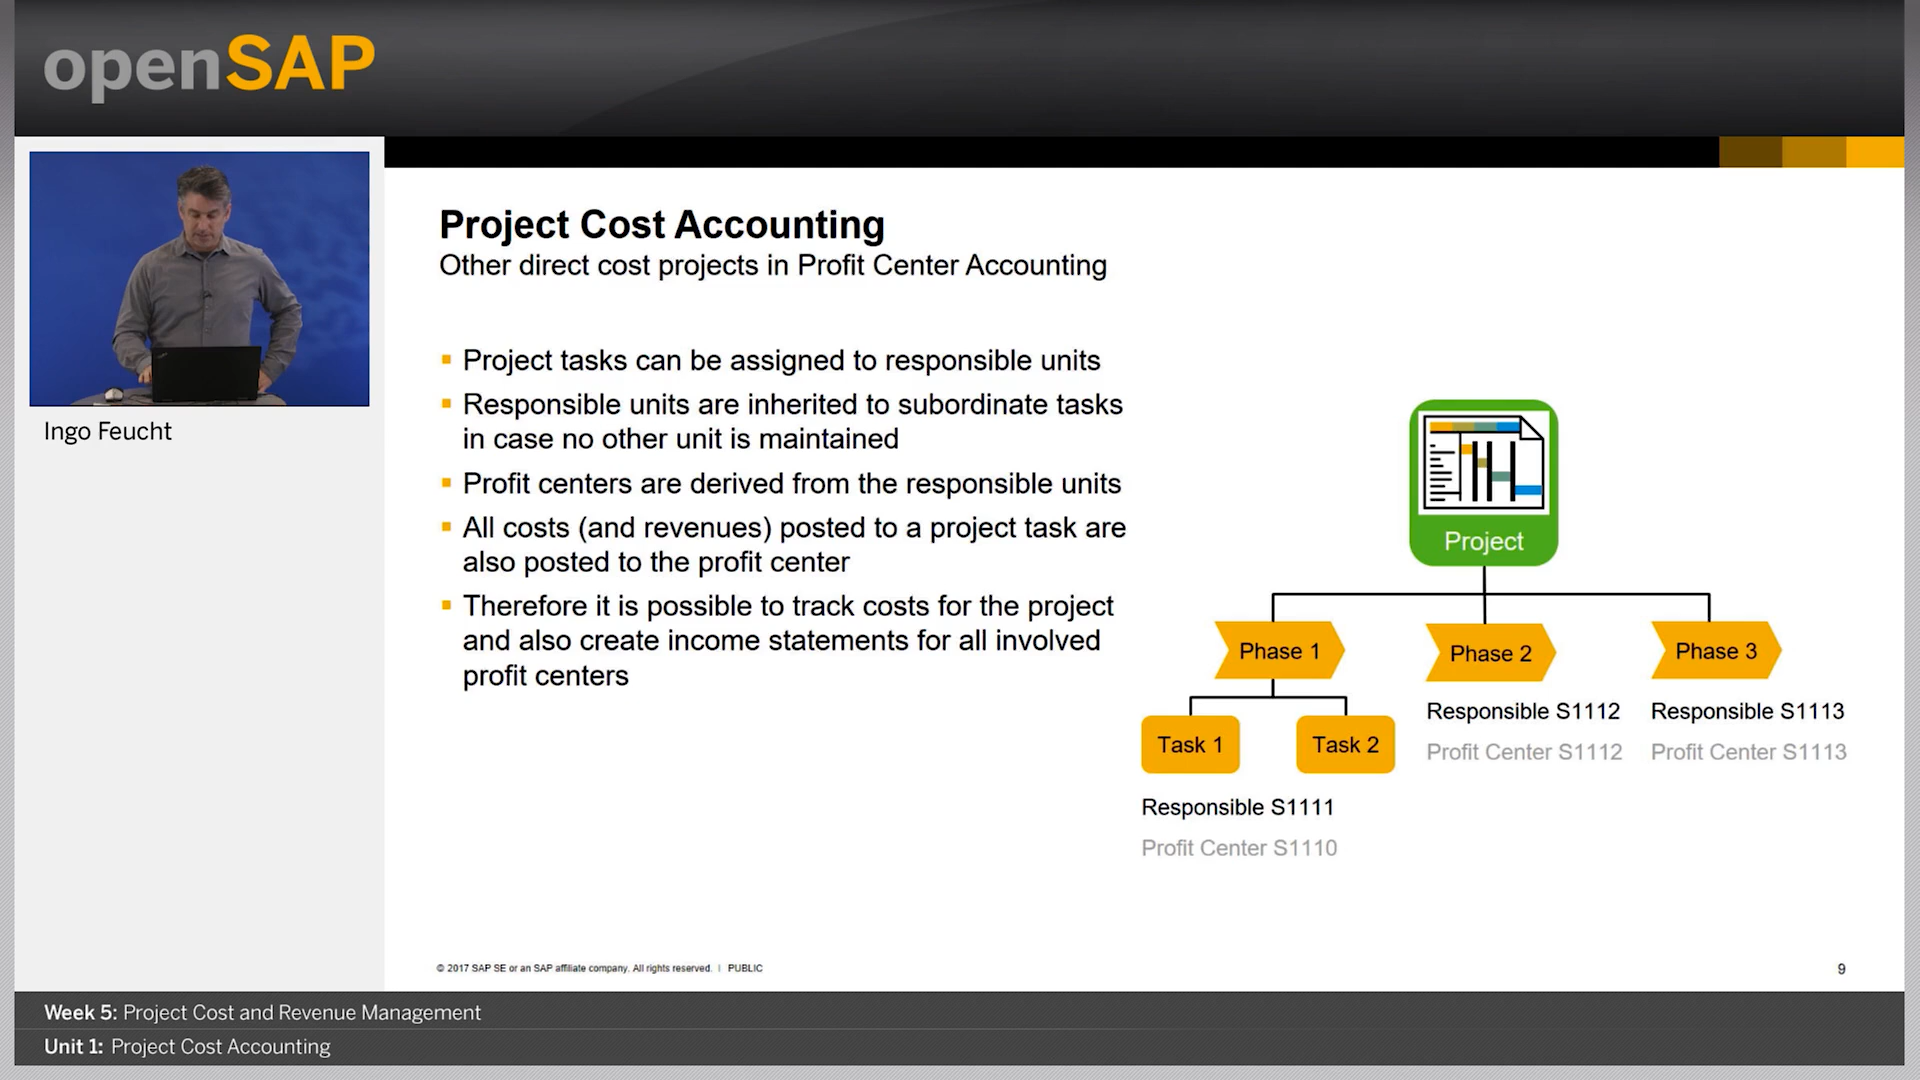 openSAP
Ingo Feucht
Project Cost Accounting
Other direct cost projects in Profit Center Accounting
Project tasks can be assigned to responsible units
Responsible units are inherited to subordinate tasks
in case no other unit is maintained
Profit centers are derived from the responsible units
All costs (and revenues) posted to a project task are
also posted to the profit center
Therefore it is possible to track costs for the project
and also create income statements for all involved
profit centers
Project
Phase 1
Phase 2
Phase 3
Responsible S1112
Responsible S1113
Profit Center S1112
Profit Center S1113
Task 1
Task 2
Responsible S1111
Profit Center S1110
© 2017 SAP SE or an SAP affiliate company. All rights reserved. | PUBLIC
9
Week 5: Project Cost and Revenue Management
Unit 1: Project Cost Accounting